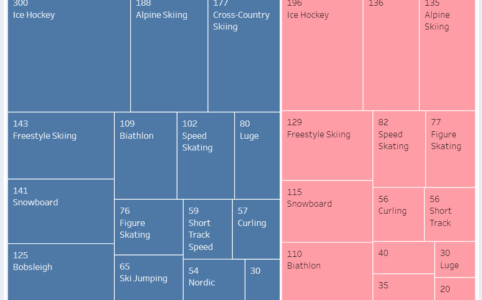 300
Ice Hockey
188
Alpine Skiing
177
Cross-Country
Skiing
143
Freestyle Skiing
141
Snowboard
125
Bobsleigh
109
Biathlon
102
Speed
Skating
80
Luge
76
Figure
Skating
65
Ski Jumping
59
Short
Track
Speed
57
Curling
54
Nordic
30
196
Ice Hockey
136
135
Alpine
Skiing
129
Freestyle Skiing
115
Snowboard
110
Biathlon
82
Speed
Skating
77
Figure
Skating
56
Curling
56
Short
Track
40
30
Luge
35
20